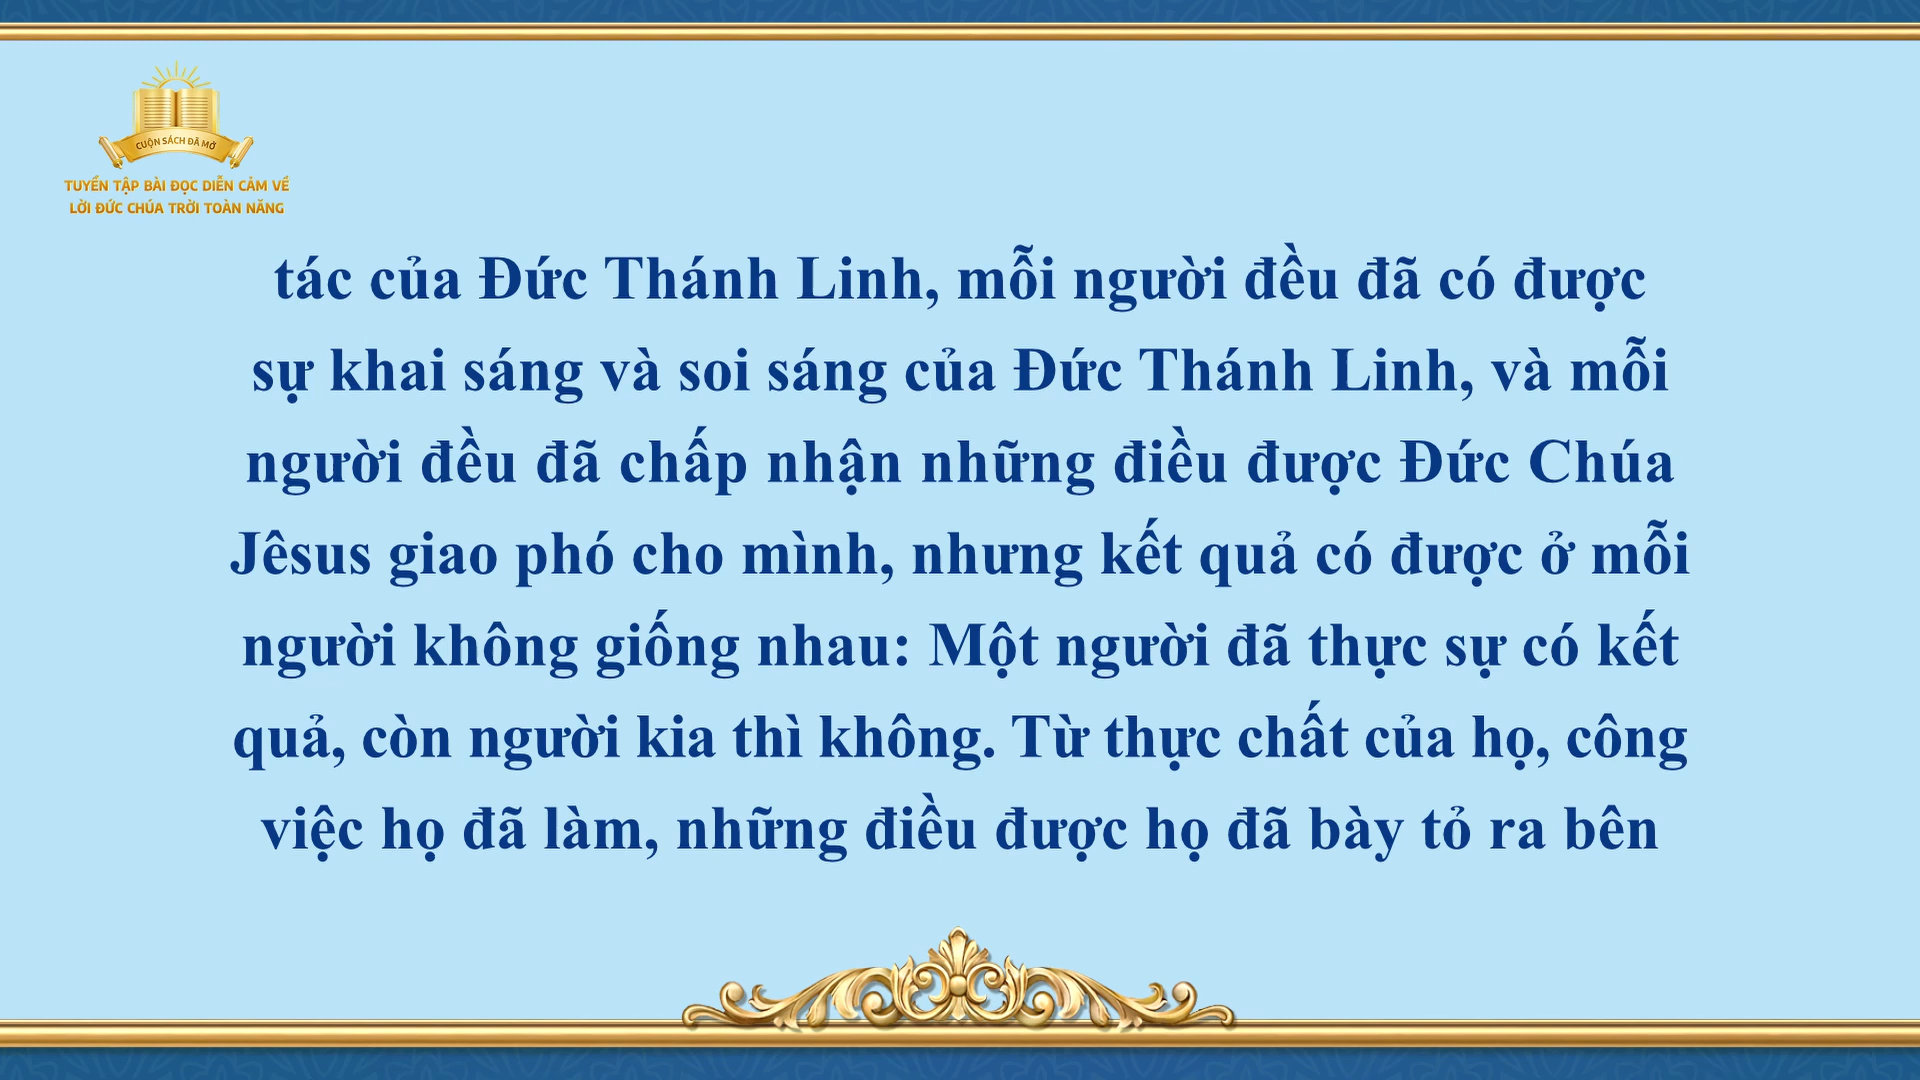 CUỘN SÁCH ĐÃ MỞ
TUYỂN TẬP BÀI ĐỌC DIỄN CẢM VỀ
LỜI ĐỨC CHÚA TRỜI TOÀN NĂNG
tác của Đức Thánh Linh, mỗi người đều đã có được
sự khai sáng và soi sáng của Đức Thánh Linh, và mỗi
người đều đã chấp nhận những điều được Đức Chúa
Jêsus giao phó cho mình, nhưng kết quả có được ở mỗi
người không giống nhau: Một người đã thực sự có kết
quả, còn người kia thì không. Từ thực chất của họ, công
việc họ đã làm, những điều được họ đã bày tỏ ra bên